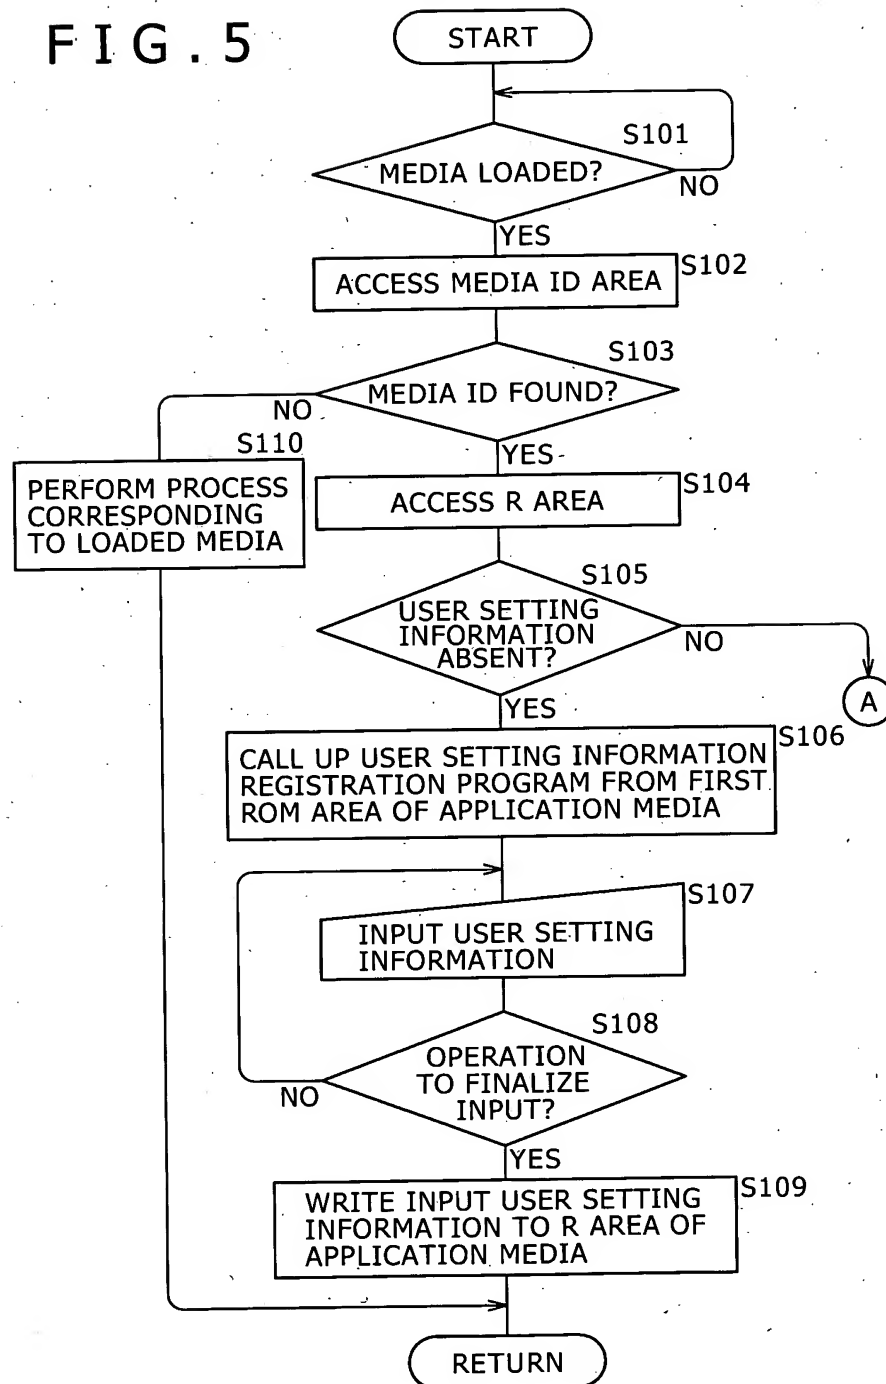 FIG.5
START
S101
MEDIA LOADED?
NO
YES
S102
ACCESS MEDIA ID AREA
S103
MEDIA ID FOUND?
NO
S110
YES
PERFORM PROCESS
CORRESPONDING
TO LOADED MEDIA
S104
ACCESS R AREA
S105
USER SETTING
INFORMATION
ABSENT?
NO
A
YES
S106
CALL UP USER SETTING INFORMATION
REGISTRATION PROGRAM FROM FIRST
ROM AREA OF APPLICATION MEDIA
S107
INPUT USER SETTING
INFORMATION
S108
OPERATION
TO FINALIZE
INPUT?
NO
YES
S109
WRITE INPUT USER SETTING
INFORMATION TO R AREA OF
APPLICATION MEDIA
RETURN